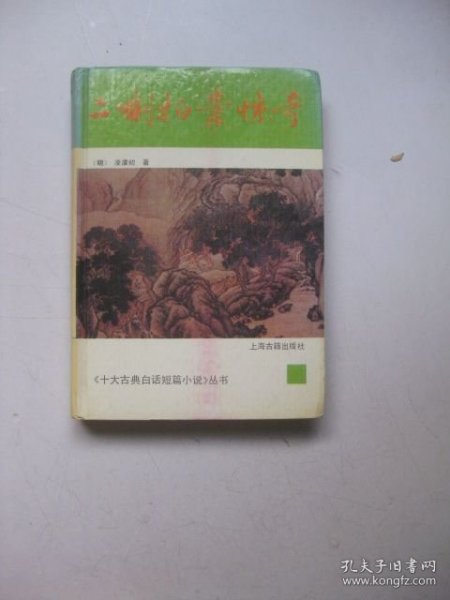 二刻拍案惊奇
〔明〕 凌濛初 著
上海古籍出版社
《十大古典白话短篇小说》丛书
孔夫子旧书网
www.kongfz.com